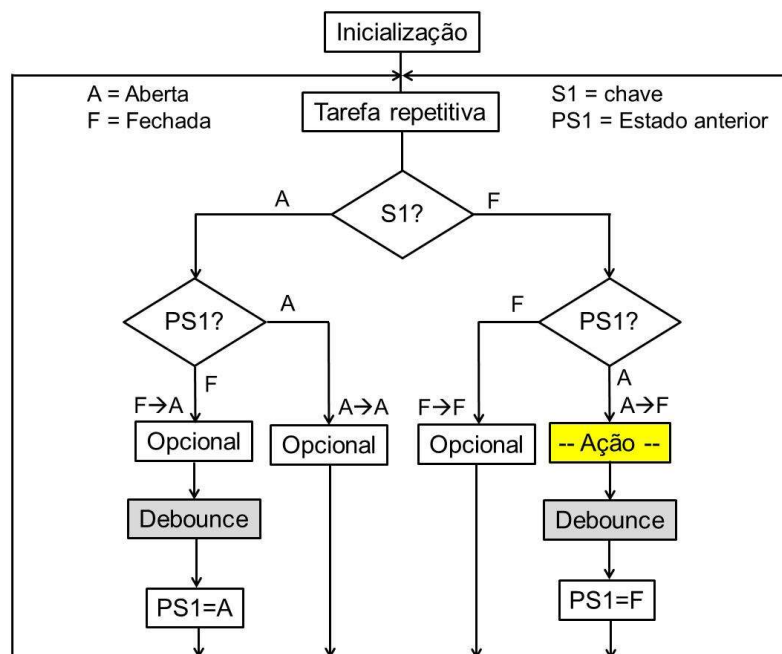 Inicialização
A = Aberta
F = Fechada
S1 = chave
PS1 = Estado anterior
Tarefa repetitiva
A
S1?
F
PS1?
A
F
PS1?
F
A
F→A
A→A
F→F
A→F
Opcional
Opcional
Opcional
-- Ação --
Debounce
Debounce
PS1=A
PS1=F